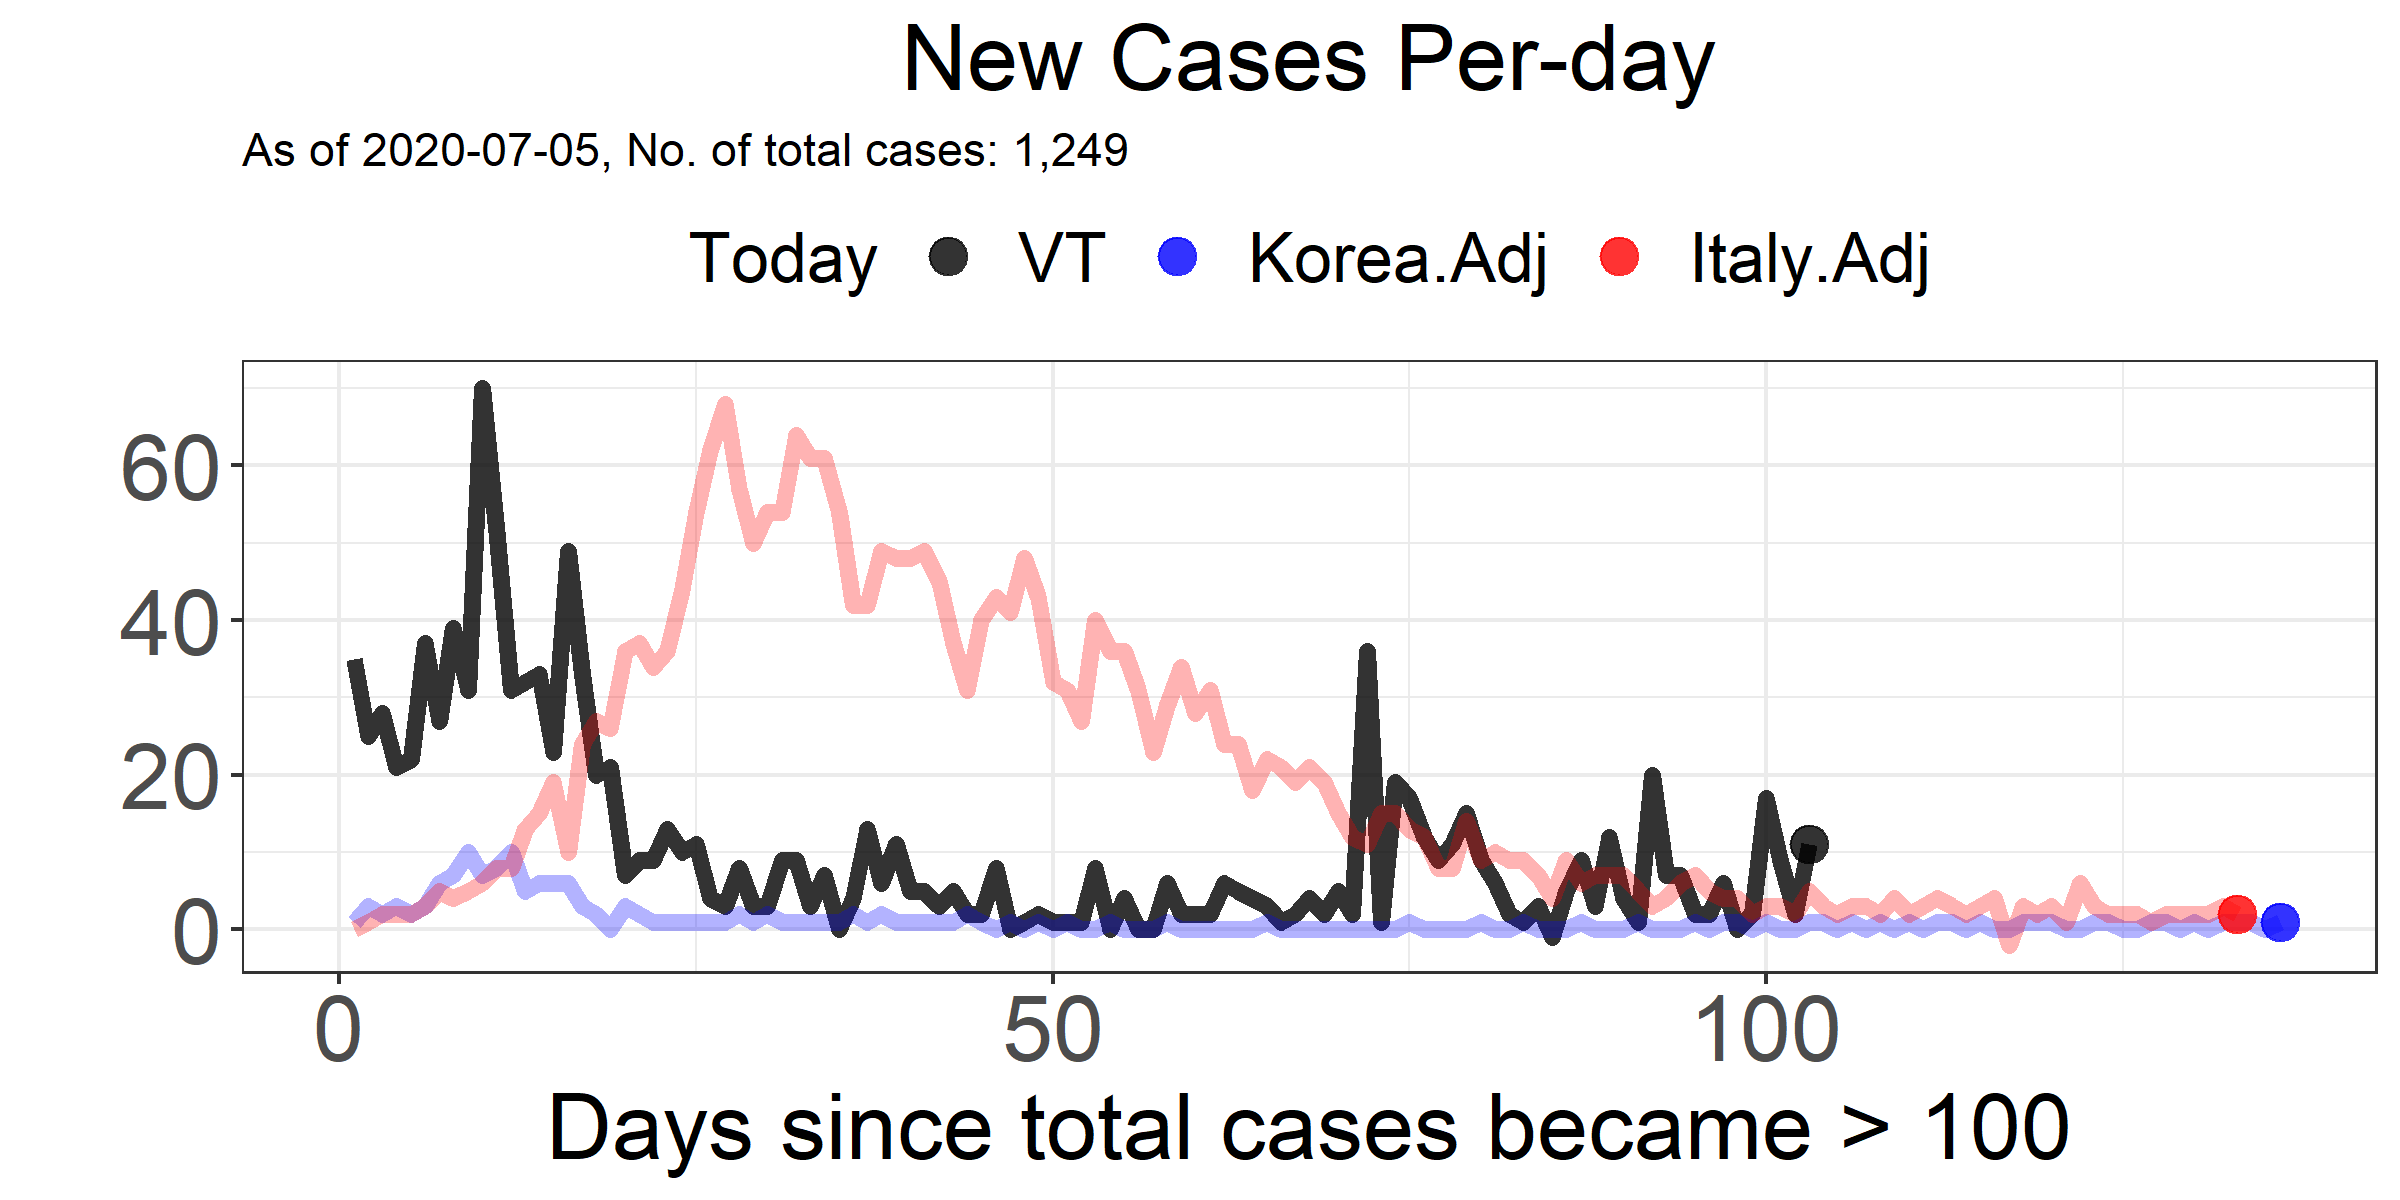 New Cases Per-day
As of 2020-07-05, No. of total cases: 1,249
Today VT Korea.Adj Italy.Adj
60
40
20
0
0 50 100
Days since total cases became > 100